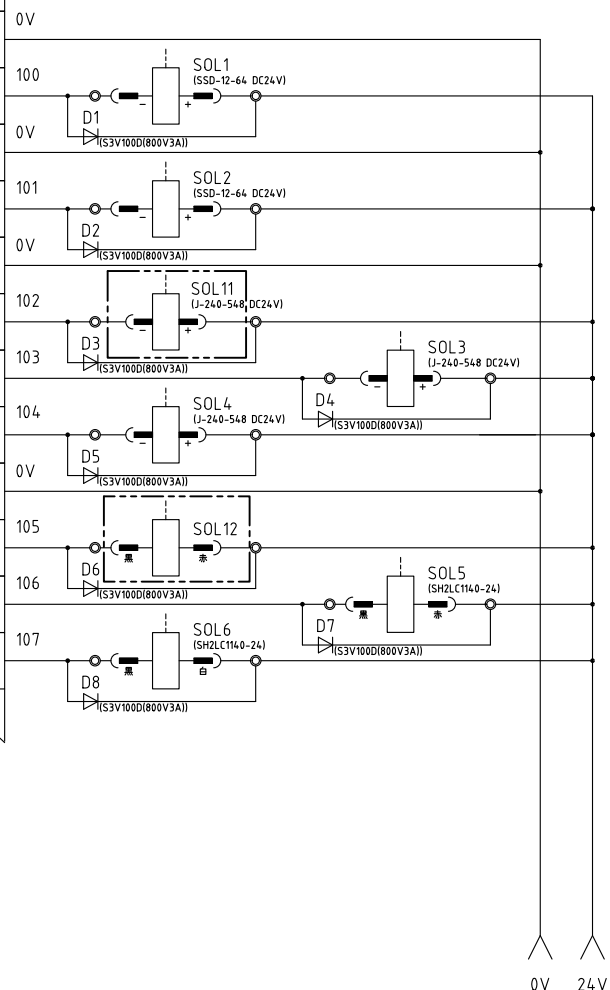 0V
100
SOL1
(SSD-12-64 DC24V)
- +
D1
(S3V100D(800V3A))
0V
101
SOL2
(SSD-12-64 DC24V)
- +
D2
(S3V100D(800V3A))
0V
102
SOL11
(J-240-548 DC24V)
- +
D3
(S3V100D(800V3A))
103
SOL3
(J-240-548 DC24V)
- +
D4
(S3V100D(800V3A))
104
SOL4
(J-240-548 DC24V)
- +
D5
(S3V100D(800V3A))
0V
105
SOL12
黒 赤
D6
(S3V100D(800V3A))
106
SOL5
(SH2LC1140-24)
黒 赤
D7
(S3V100D(800V3A))
107
SOL6
(SH2LC1140-24)
黒 白
D8
(S3V100D(800V3A))
0V 24V